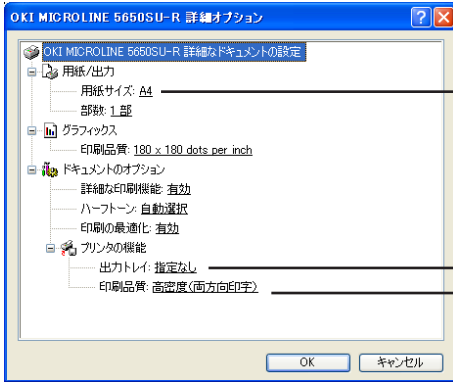 OKI MICROLINE 5650SU-R 詳細オプション
OKI MICROLINE 5650SU-R 詳細なドキュメントの設定
用紙/出力
用紙サイズ: A4
部数: 1 部
グラフィックス
印刷品質: 180 x 180 dots per inch
ドキュメントのオプション
詳細な印刷機能: 有効
ハーフトーン: 自動選択
印刷の最適化: 有効
プリンタの機能
出力トレイ: 指定なし
印刷品質: 高密度(両方向印字)
OK キャンセル